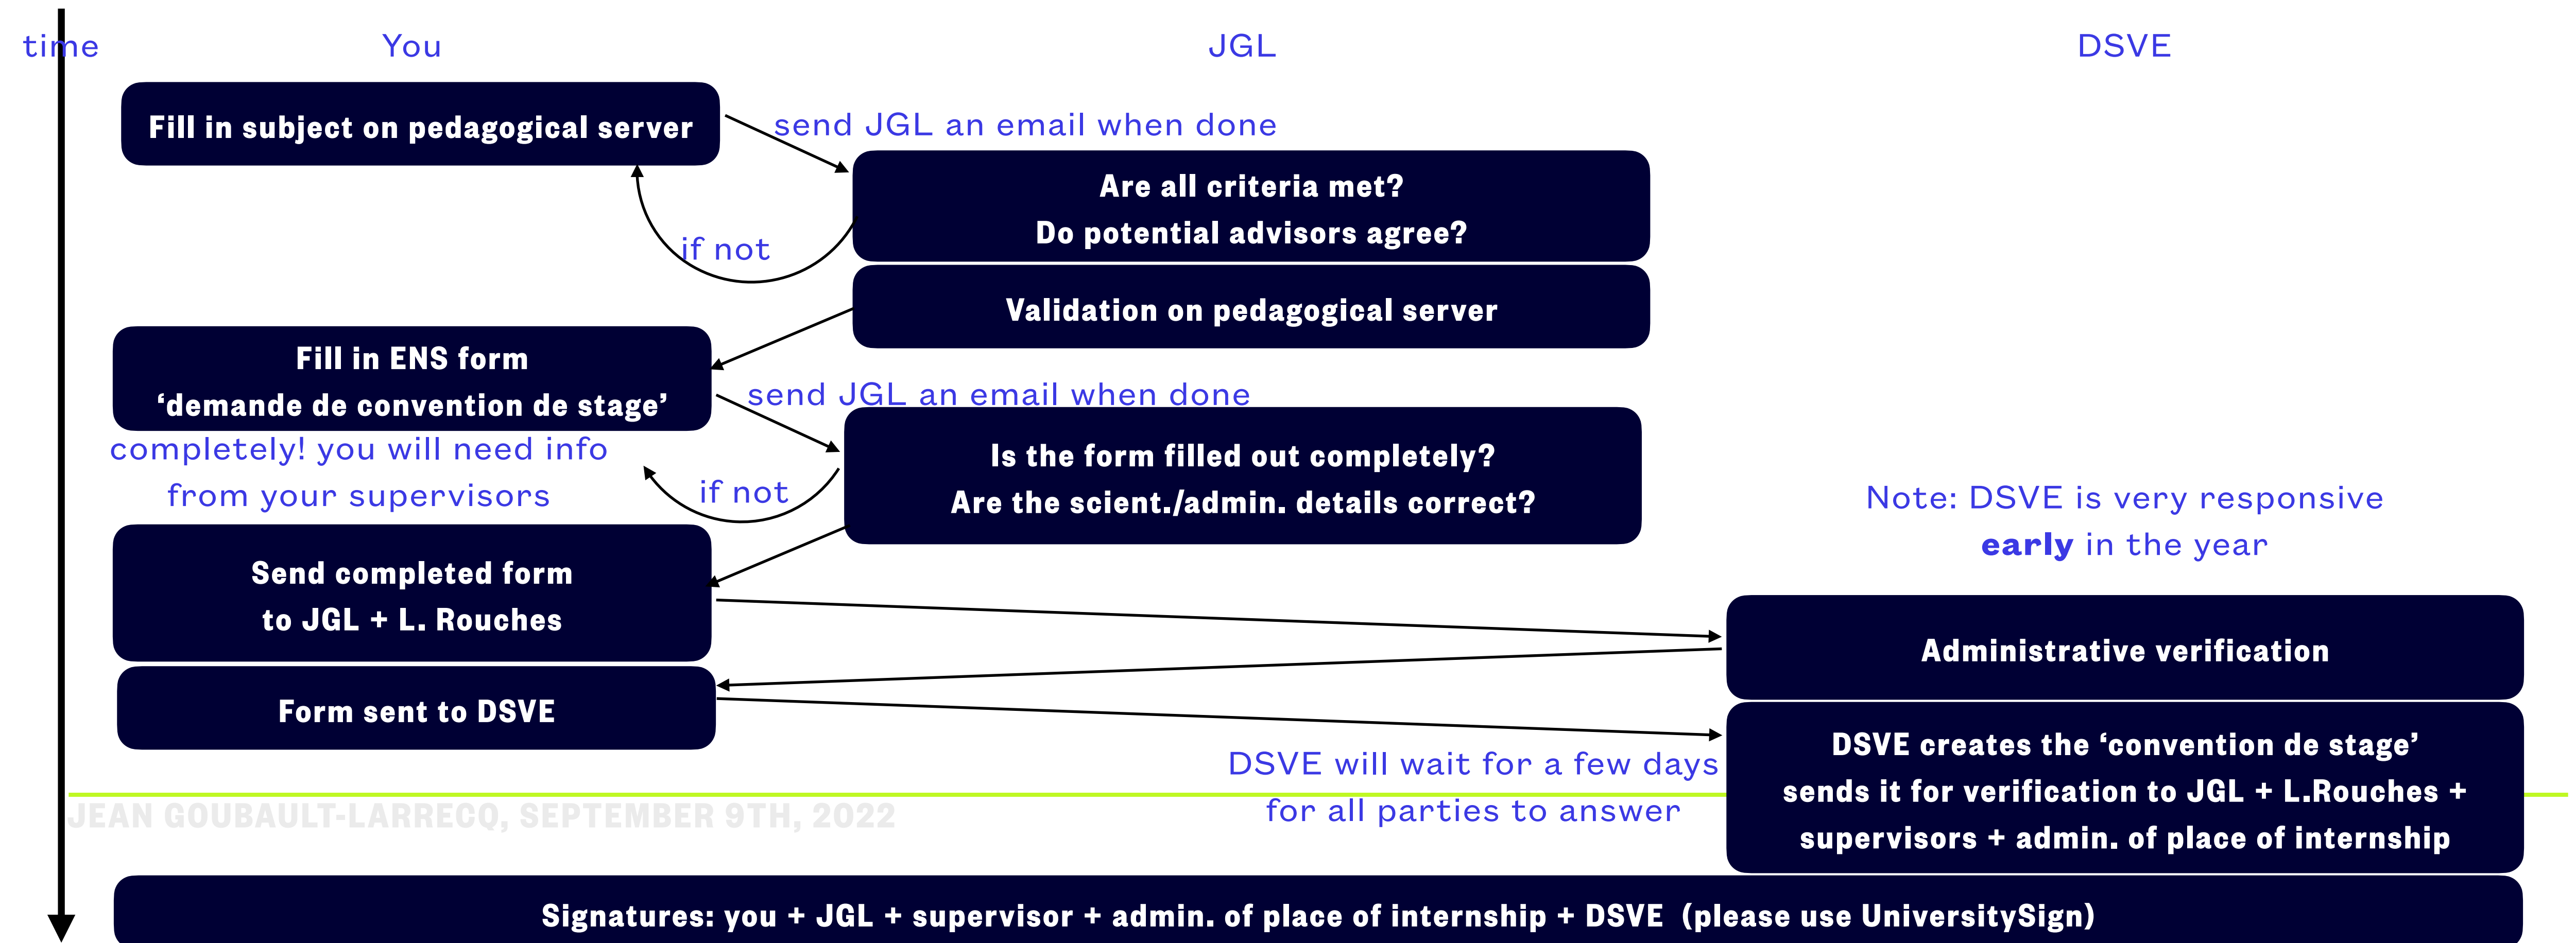 time
You
JGL
DSVE
Fill in subject on pedagogical server
send JGL an email when done
Are all criteria met?
Do potential advisors agree?
if not
Validation on pedagogical server
Fill in ENS form
‘demande de convention de stage’
send JGL an email when done
completely! you will need info
from your supervisors
Is the form filled out completely?
Are the scient./admin. details correct?
if not
Note: DSVE is very responsive
early in the year
Send completed form
to JGL + L. Rouches
Administrative verification
Form sent to DSVE
DSVE creates the ‘convention de stage’
sends it for verification to JGL + L.Rouches +
supervisors + admin. of place of internship
DSVE will wait for a few days
for all parties to answer
JEAN GOUBAULT-LARRECQ, SEPTEMBER 9TH, 2022
Signatures: you + JGL + supervisor + admin. of place of internship + DSVE (please use UniversitySign)